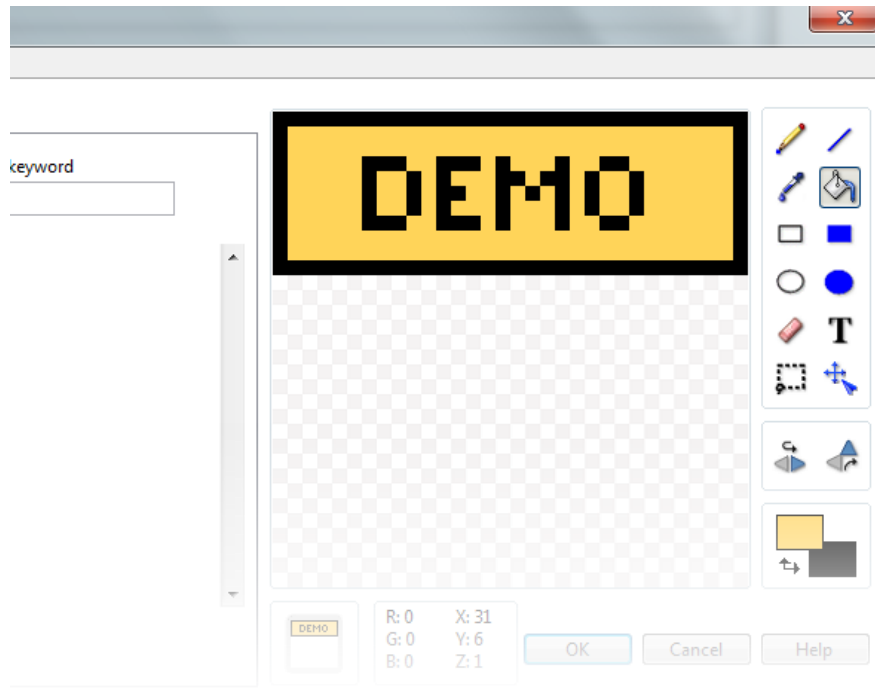 keyword
DEMO
DEMO
R: 0 X: 31
G: 0 Y: 6
B: 0 Z: 1
OK Cancel Help
T